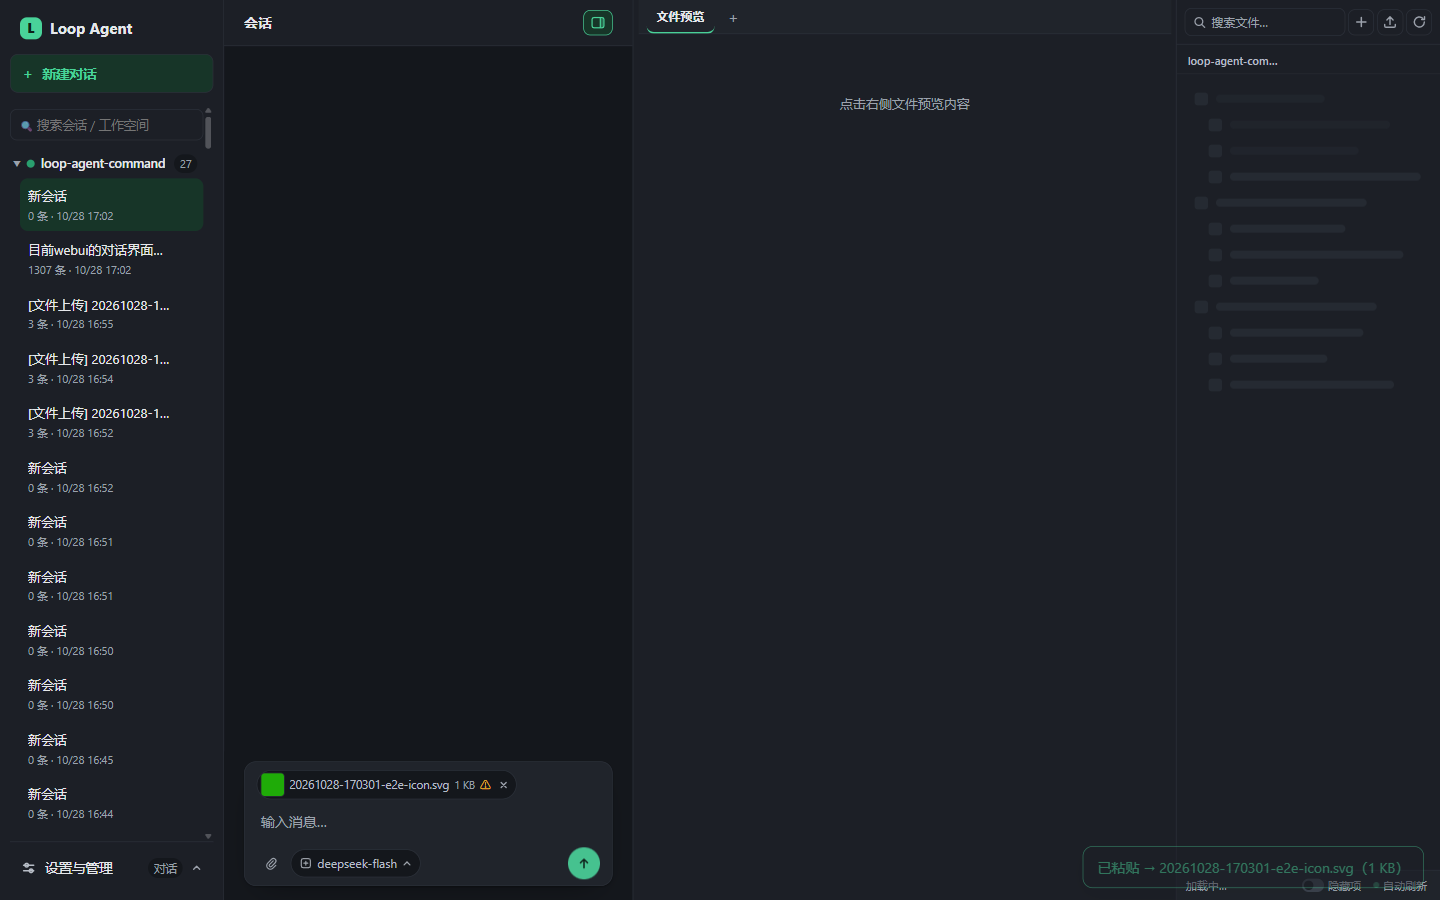 L Loop Agent
+ 新建对话
搜索会话 / 工作空间
loop-agent-command 27
新会话
0 条 · 10/28 17:02
目前webui的对话界面...
1307 条 · 10/28 17:02
[文件上传] 20261028-1...
3 条 · 10/28 16:55
[文件上传] 20261028-1...
3 条 · 10/28 16:54
[文件上传] 20261028-1...
3 条 · 10/28 16:52
新会话
0 条 · 10/28 16:52
新会话
0 条 · 10/28 16:51
新会话
0 条 · 10/28 16:51
新会话
0 条 · 10/28 16:50
新会话
0 条 · 10/28 16:50
新会话
0 条 · 10/28 16:45
新会话
0 条 · 10/28 16:44
设置与管理 对话
会话
20261028-170301-e2e-icon.svg 1 KB ⚠ ×
输入消息...
deepseek-flash
文件预览 +
点击右侧文件预览内容
搜索文件...
loop-agent-com...
已粘贴 → 20261028-170301-e2e-icon.svg（1 KB）
加载中... 隐藏项 自动刷新